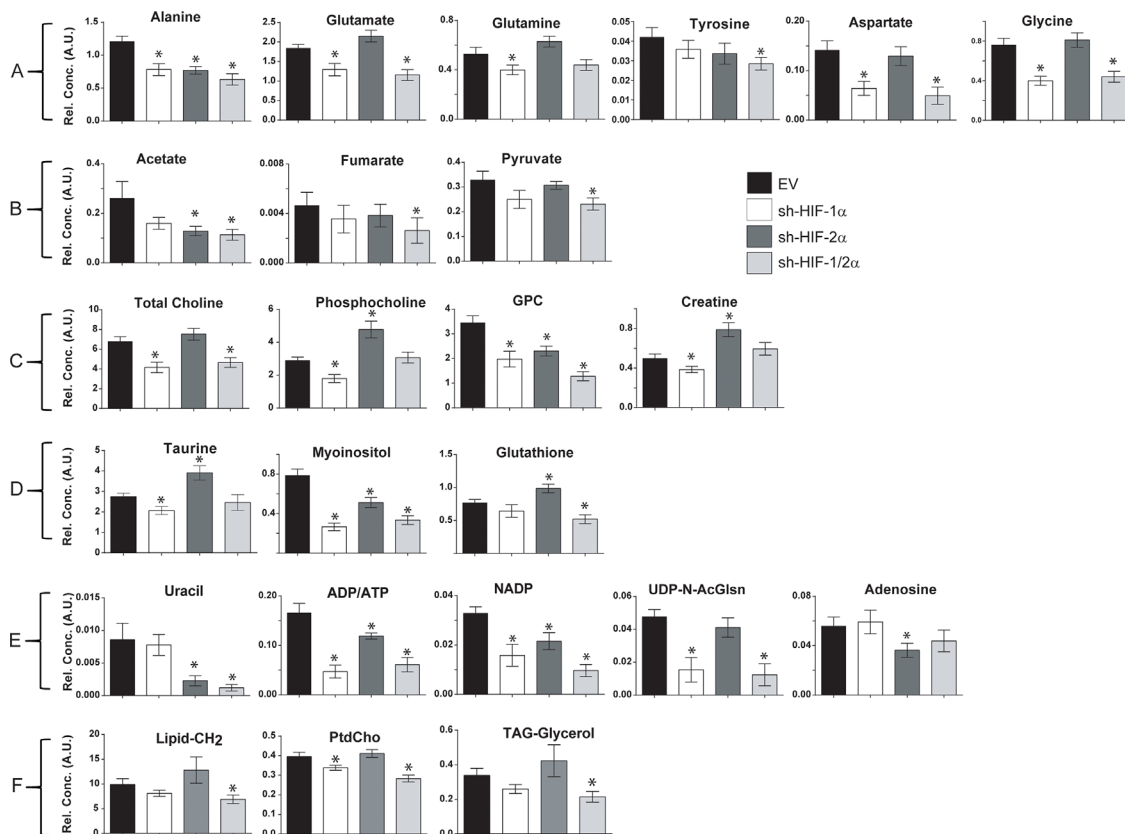 A
Rel. Conc. (A.U.)
Alanine
1.5
1.0
0.5
0.0
* * *
Glutamate
2.5
2.0
1.5
1.0
0.5
0.0
* *
Glutamine
0.8
0.4
0.0
*
Tyrosine
0.05
0.04
0.03
0.02
0.01
0.00
*
Aspartate
0.20
0.15
0.10
0.05
0.00
* *
Glycine
0.8
0.4
0.0
* *
B
Rel. Conc. (A.U.)
Acetate
0.4
0.2
0.0
* *
Fumarate
0.008
0.004
0.000
*
Pyruvate
0.4
0.3
0.2
0.1
0.0
*
EV
sh-HIF-1α
sh-HIF-2α
sh-HIF-1/2α
C
Rel. Conc. (A.U.)
Total Choline
10
8
6
4
2
0
* *
Phosphocholine
6
4
2
0
* *
GPC
4
3
2
1
0
* * *
Creatine
0.8
0.4
0.0
* *
D
Rel. Conc. (A.U.)
Taurine
5
4
3
2
1
0
* *
Myoinositol
0.8
0.4
* * *
Glutathione
1.5
1.0
0.5
* *
E
Rel. Conc. (A.U.)
Uracil
0.015
0.010
0.005
0.000
* *
ADP/ATP
0.20
0.15
0.10
0.05
0.00
* * *
NADP
0.04
0.02
0.00
* * *
UDP-N-AcGlsn
0.06
0.04
0.02
0.00
* *
Adenosine
0.08
0.06
0.04
0.02
0.00
*
F
Rel. Conc. (A.U.)
Lipid-CH2
20
15
10
5
0
*
PtdCho
0.5
0.4
0.3
0.2
0.1
0.0
* *
TAG-Glycerol
0.6
0.4
0.2
0.0
*